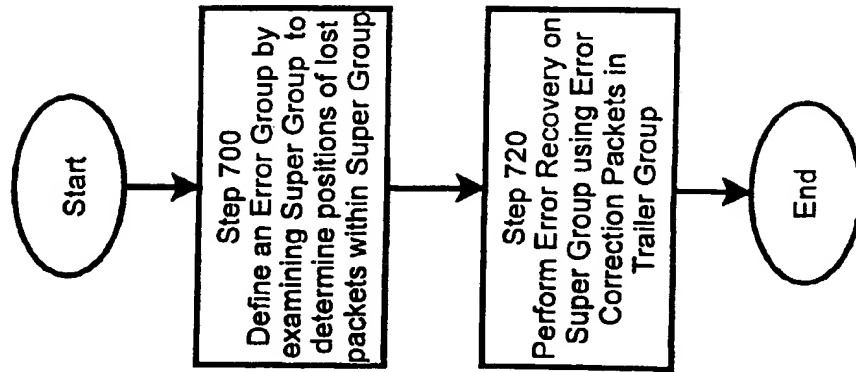 Start
Step 700
Define an Error Group by
examining Super Group to
determine positions of lost
packets within Super Group
Step 720
Perform Error Recovery on
Super Group using Error
Correction Packets in
Trailer Group
End